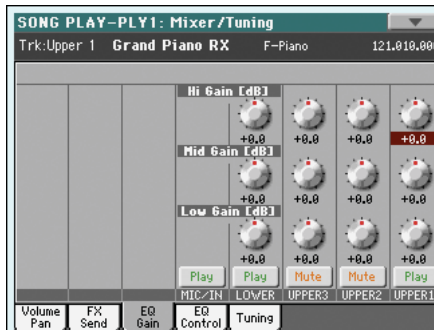 SONG PLAY-PLY1: Mixer/Tuning
Trk:Upper 1 Grand Piano RX F-Piano 121.010.00
Hi Gain [dB]
+0.0 +0.0 +0.0 +0.0
Mid Gain [dB]
+0.0 +0.0 +0.0 +0.0
Low Gain [dB]
+0.0 +0.0 +0.0 +0.0
Play Play Mute Mute Play
MIC/IN LOWER UPPER3 UPPER2 UPPER1
Volume Pan FX Send EQ Gain EQ Control Tuning